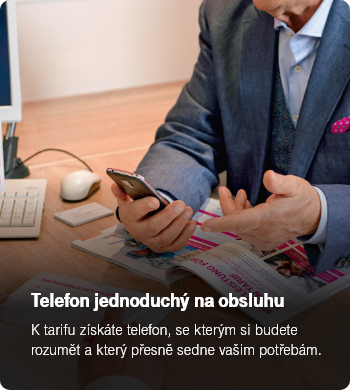 Telefon jednoduchý na obsluhu
K tarifu získáte telefon, se kterým si budete
rozumět a který přesně sedne vašim potřebám.